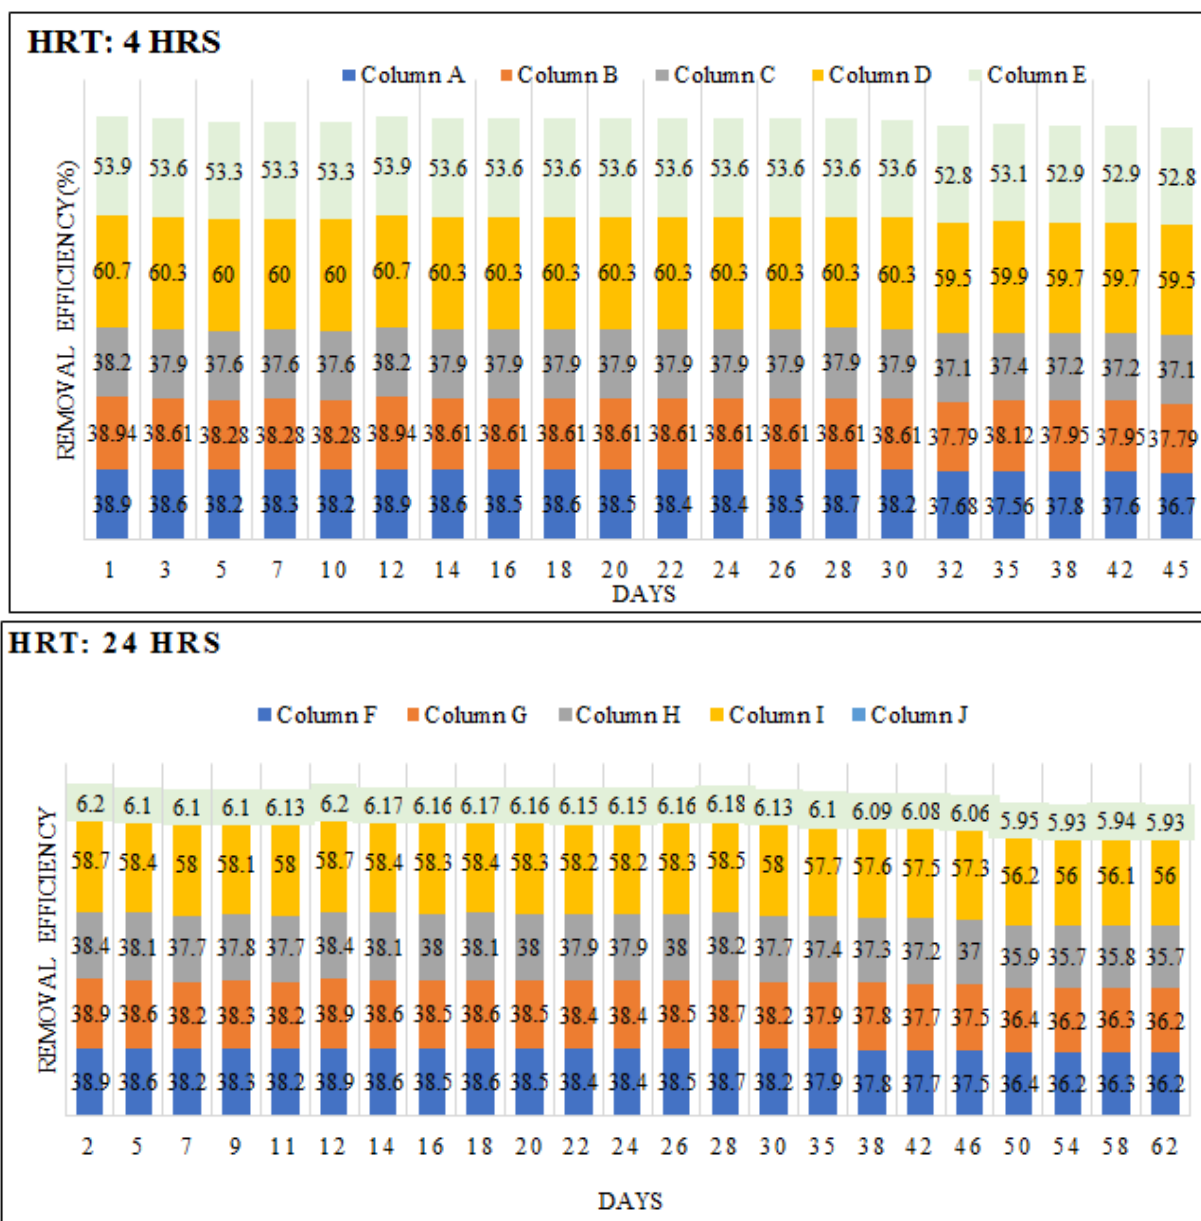 HRT: 4 HRS
Column A Column B Column C Column D Column E
REMOVAL EFFICIENCY(%)
53.9 53.6 53.3 53.3 53.3 53.9 53.6 53.6 53.6 53.6 53.6 53.6 53.6 53.6 53.6 52.8 53.1 52.9 52.9 52.8
60.7 60.3 60 60 60 60.7 60.3 60.3 60.3 60.3 60.3 60.3 60.3 60.3 60.3 59.5 59.9 59.7 59.7 59.5
38.2 37.9 37.6 37.6 37.6 38.2 37.9 37.9 37.9 37.9 37.9 37.9 37.9 37.9 37.9 37.1 37.4 37.2 37.2 37.1
38.94 38.61 38.28 38.28 38.28 38.94 38.61 38.61 38.61 38.61 38.61 38.61 38.61 38.61 38.61 37.79 38.12 37.95 37.95 37.79
38.9 38.6 38.2 38.3 38.2 38.9 38.6 38.5 38.6 38.5 38.4 38.4 38.5 38.7 38.2 37.68 37.56 37.8 37.6 36.7
1 3 5 7 10 12 14 16 18 20 22 24 26 28 30 32 35 38 42 45
DAYS
HRT: 24 HRS
Column F Column G Column H Column I Column J
REMOVAL EFFICIENCY
6.2 6.1 6.1 6.1 6.13 6.2 6.17 6.16 6.17 6.16 6.15 6.15 6.16 6.18 6.13 6.1 6.09 6.08 6.06 5.95 5.93 5.94 5.93
58.7 58.4 58 58.1 58 58.7 58.4 58.3 58.4 58.3 58.2 58.2 58.3 58.5 58 57.7 57.6 57.5 57.3 56.2 56 56.1 56
38.4 38.1 37.7 37.8 37.7 38.4 38.1 38 38.1 38 37.9 37.9 38 38.2 37.7 37.4 37.3 37.2 37 35.9 35.7 35.8 35.7
38.9 38.6 38.2 38.3 38.2 38.9 38.6 38.5 38.6 38.5 38.4 38.4 38.5 38.7 38.2 37.9 37.8 37.7 37.5 36.4 36.2 36.3 36.2
38.9 38.6 38.2 38.3 38.2 38.9 38.6 38.5 38.6 38.5 38.4 38.4 38.5 38.7 38.2 37.9 37.8 37.7 37.5 36.4 36.2 36.3 36.2
2 5 7 9 11 12 14 16 18 20 22 24 26 28 30 35 38 42 46 50 54 58 62
DAYS